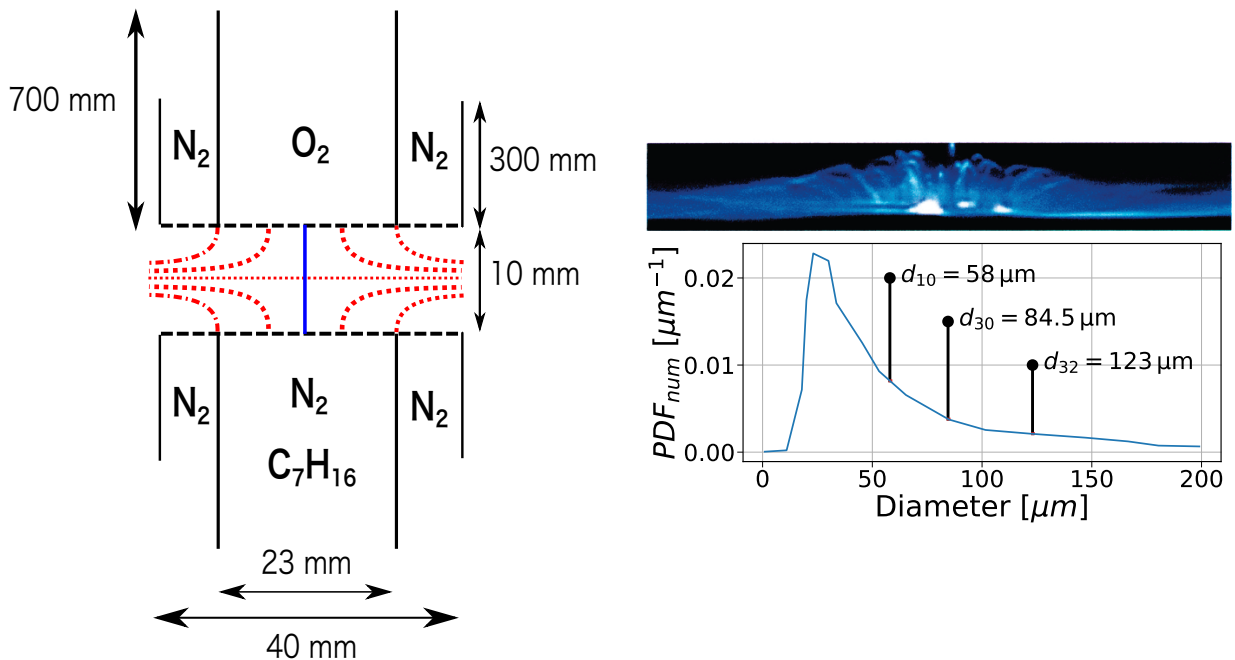 700 mm
N₂
O₂
N₂
300 mm
10 mm
N₂
N₂
C₇H₁₆
N₂
23 mm
40 mm
d₁₀ = 58 μm
d₃₀ = 84.5 μm
d₃₂ = 123 μm
PDFₙᵤₘ [μm⁻¹]
0.02
0.01
0.00
0 50 100 150 200
Diameter [μm]